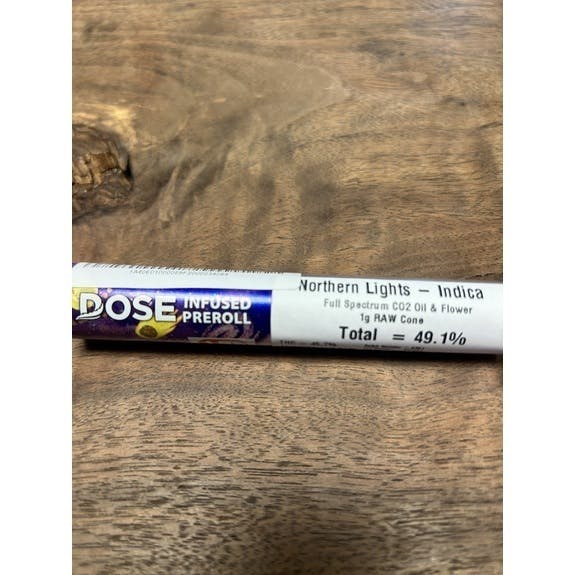 DOSE INFUSED
PREROLL
Northern Lights – Indica
Full Spectrum CO2 Oil & Flower
1g RAW Cone
Total = 49.1%